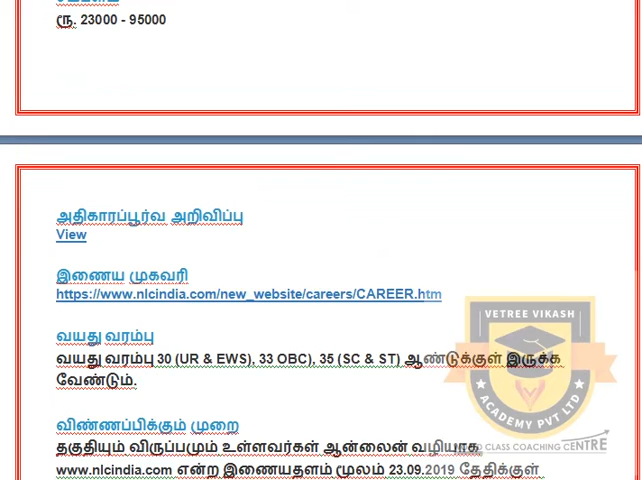 ரூ. 23000 - 95000
அதிகாரப்பூர்வ அறிவிப்பு
View
இணைய முகவரி
https://www.nlcindia.com/new_website/careers/CAREER.htm
வயது வரம்பு
வயது வரம்பு 30 (UR & EWS), 33 OBC), 35 (SC & ST) ஆண்டுக்குள் இருக்க
வேண்டும்.
விண்ணப்பிக்கும் முறை
தகுதியும் விருப்பமும் உள்ளவர்கள் ஆன்லைன் வழியாக
www.nlcindia.com என்ற இணையதளம் மூலம் 23.09.2019 தேதிக்குள்
VETREE VIKASH
ACADEMY PVT LTD
CLASS COACHING CENTRE